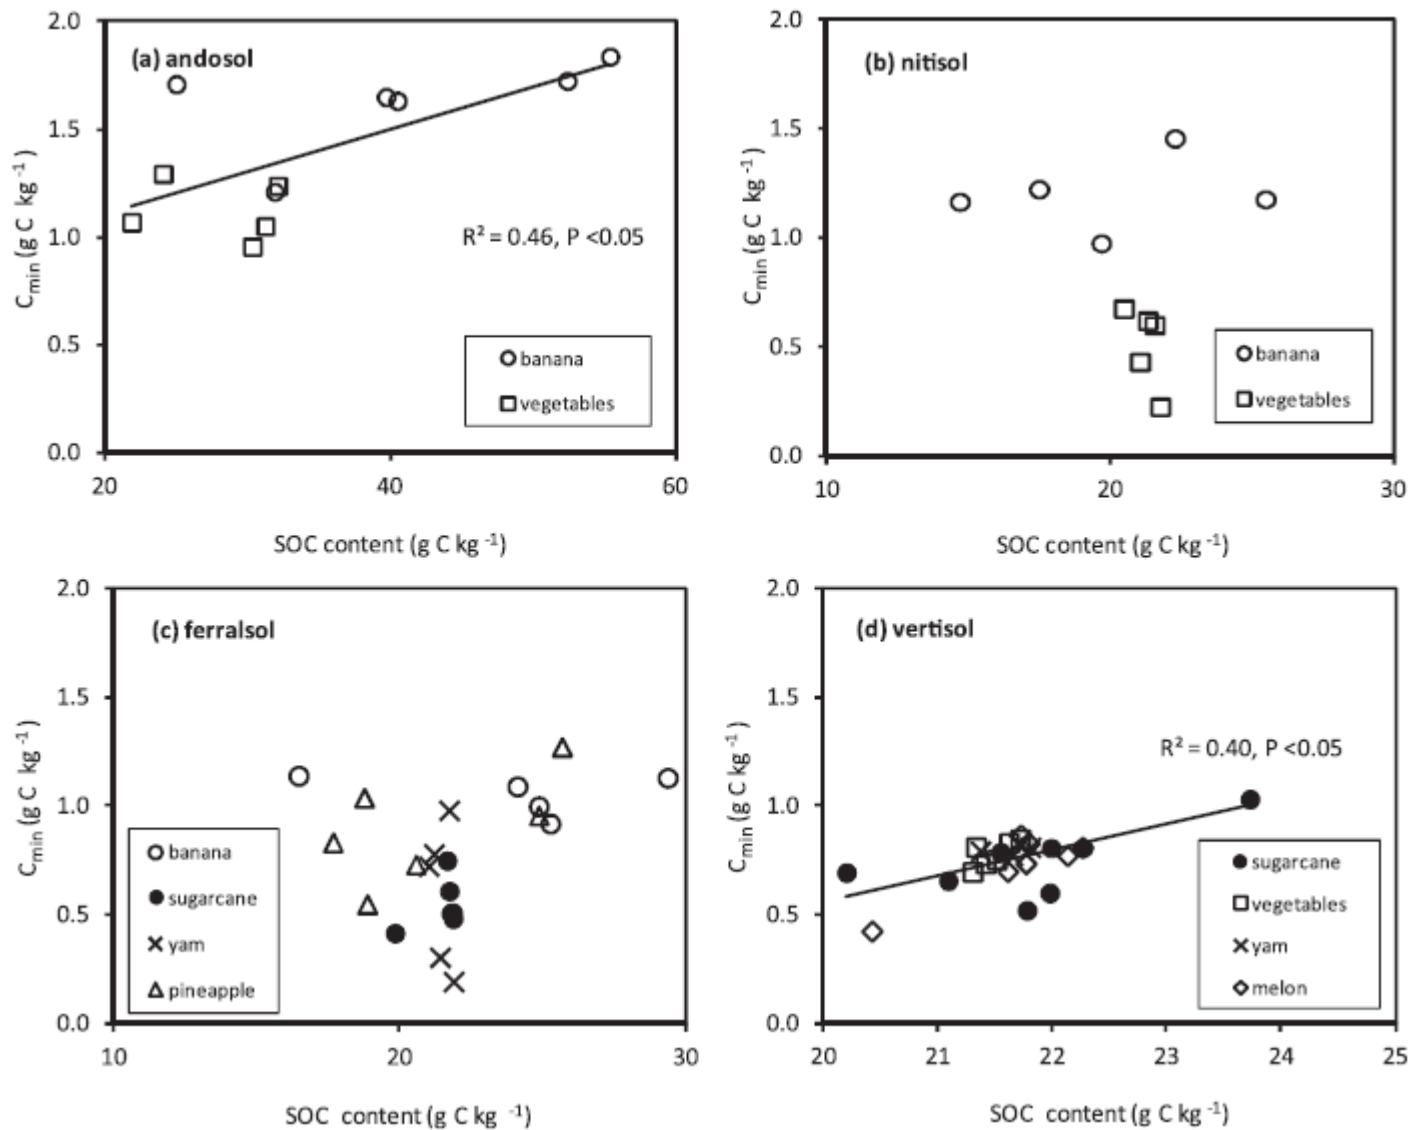 (a) andosol
2.0
1.5
1.0
0.5
0.0
C min (g C kg -1)
R² = 0.46, P <0.05
banana
vegetables
20 40 60
SOC content (g C kg -1)
(b) nitisol
2.0
1.5
1.0
0.5
0.0
C min (g C kg -1)
banana
vegetables
10 20 30
SOC content (g C kg -1)
(c) ferralsol
2.0
1.5
1.0
0.5
0.0
C min (g C kg -1)
banana
sugarcane
yam
pineapple
10 20 30
SOC content (g C kg -1)
(d) vertisol
2.0
1.5
1.0
0.5
0.0
C min (g C kg -1)
R² = 0.40, P <0.05
sugarcane
vegetables
yam
melon
20 21 22 23 24 25
SOC content (g C kg -1)